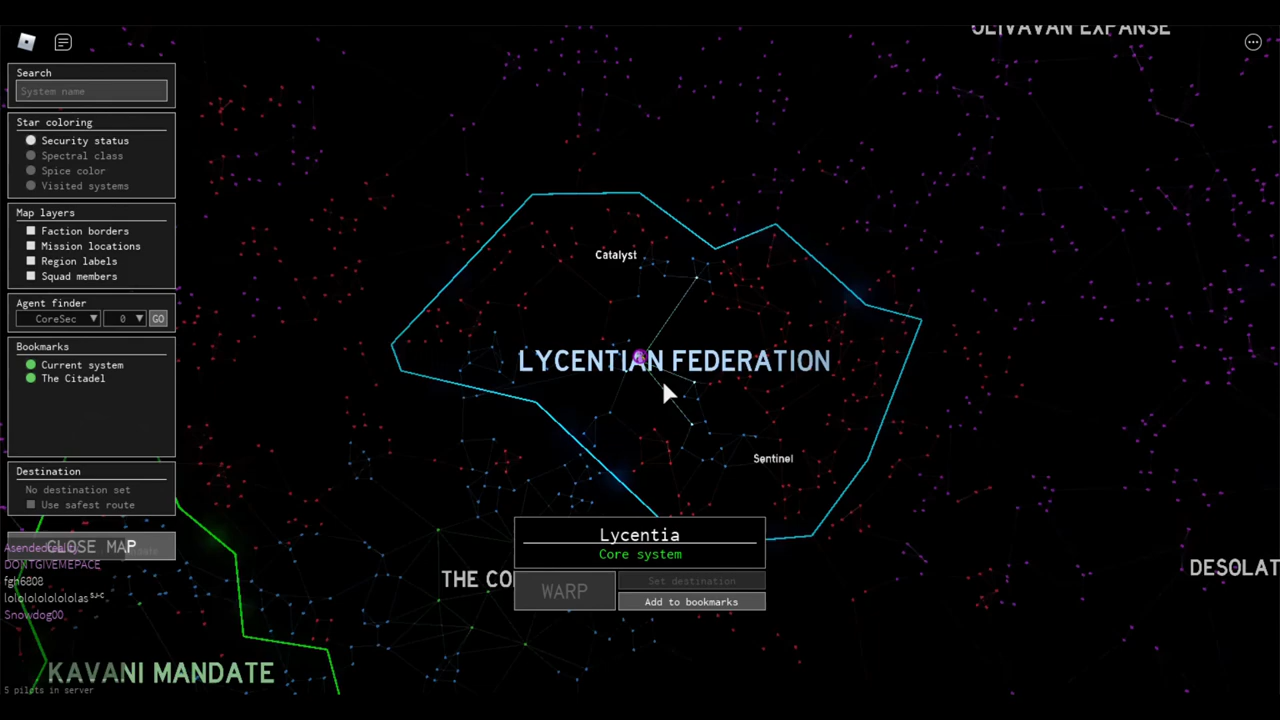 OLIVAVAN EXPANSE
Search
System name
Star coloring
Security status
Spectral class
Spice color
Visited systems
Map layers
Faction borders
Mission locations
Region labels
Squad members
Agent finder
CoreSec
0
GO
Bookmarks
Current system
The Citadel
Destination
No destination set
Use safest route
CLOSE MAP
DONTGIVEMEPACE
fgh6808
Snowdog00
KAVANI MANDATE
5 pilots in server
Catalyst
LYCENTIAN FEDERATION
Sentinel
Lycentia
Core system
THE CO
WARP
Set destination
Add to bookmarks
DESOLAT